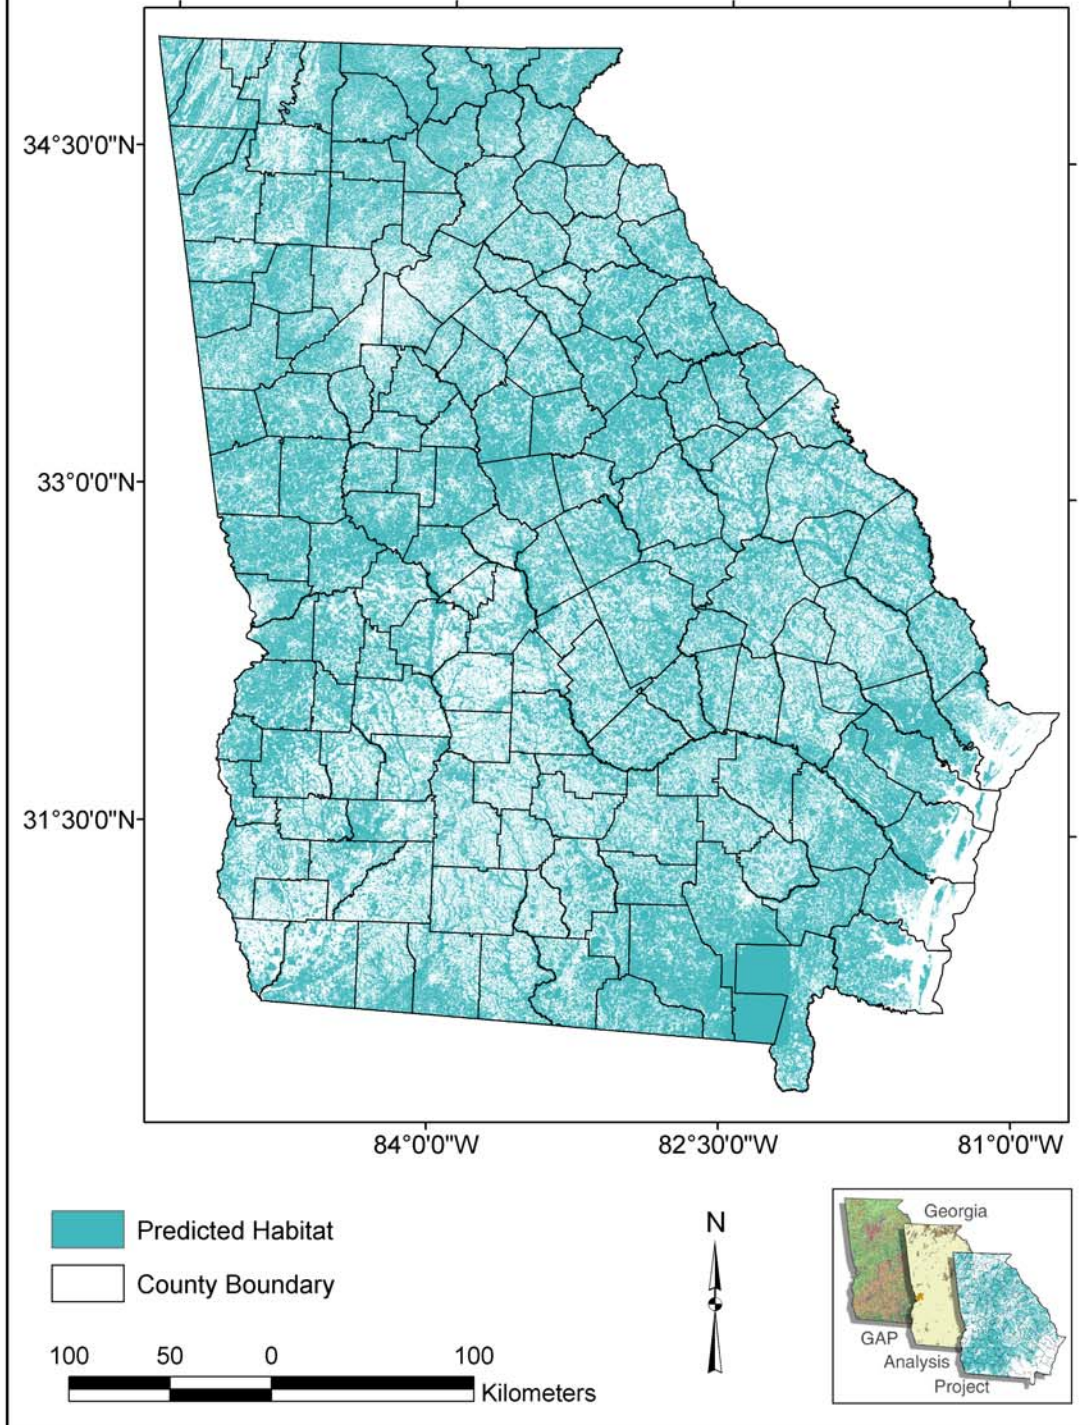 34°30'0"N
33°0'0"N
31°30'0"N
84°0'0"W 82°30'0"W 81°0'0"W
Predicted Habitat
County Boundary
100 50 0 100
Kilometers
N
Georgia
GAP
Analysis
Project